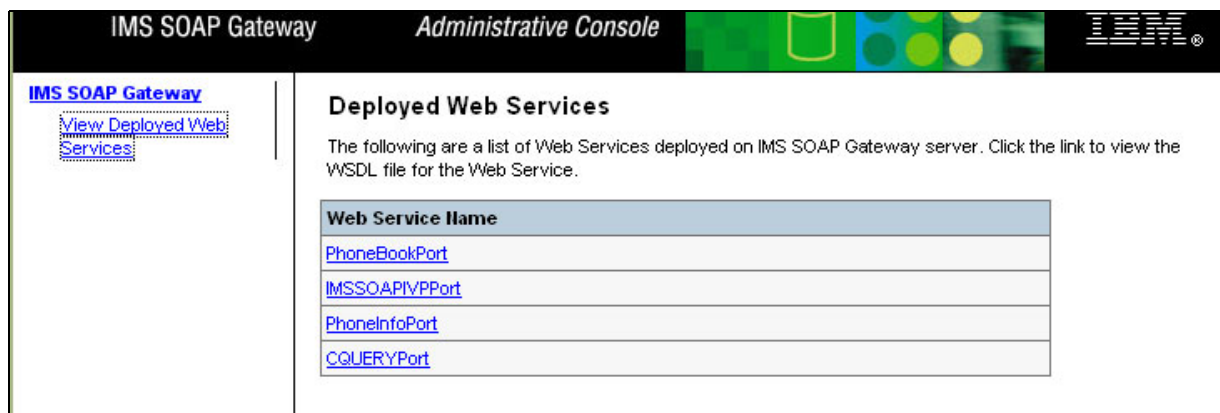 IMS SOAP Gateway Administrative Console IBM®
IMS SOAP Gateway
View Deployed Web
Services
Deployed Web Services
The following are a list of Web Services deployed on IMS SOAP Gateway server. Click the link to view the
WSDL file for the Web Service.
Web Service Name
PhoneBookPort
IMSSOAPIVPPort
PhoneInfoPort
CQUERYPort